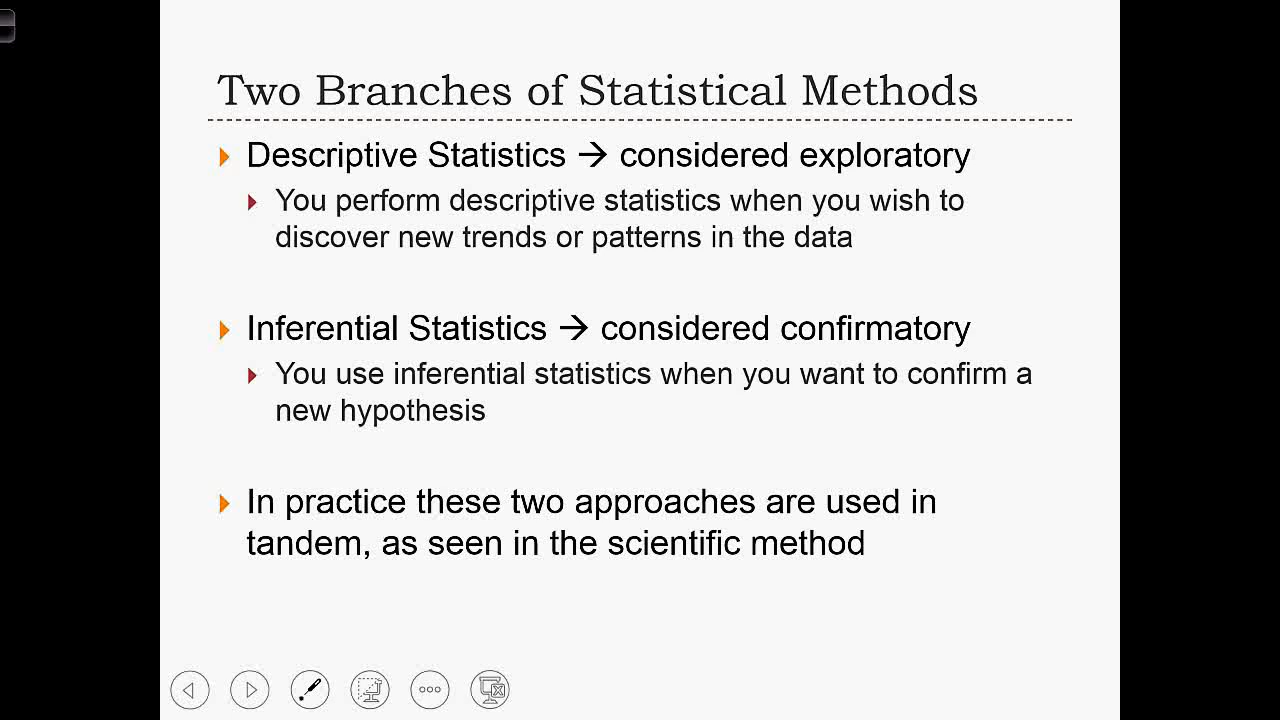 Two Branches of Statistical Methods
Descriptive Statistics → considered exploratory
You perform descriptive statistics when you wish to
discover new trends or patterns in the data
Inferential Statistics → considered confirmatory
You use inferential statistics when you want to confirm a
new hypothesis
In practice these two approaches are used in
tandem, as seen in the scientific method